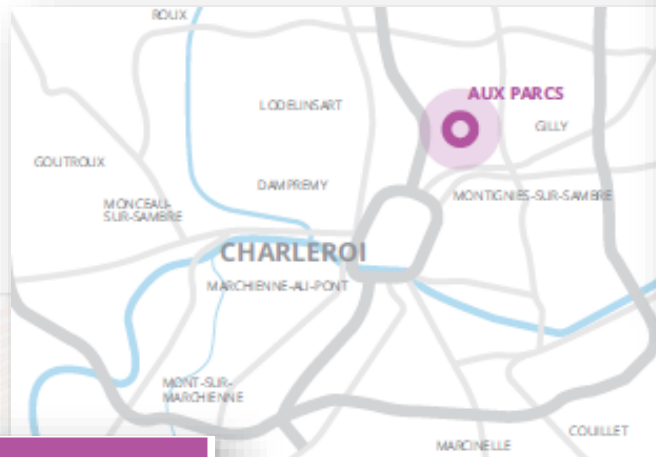 ROUX
AUX PARCS
LODELINSART
GILLY
GOUTROUX
DAMPREMY
MONTIGNIES-SUR-SAMBRE
MONCEAU-
SUR-SAMBRE
CHARLEROI
MARCHIENNE-AU-PONT
MONT-SUR-
MARCHIENNE
COUILLET
MARCINELLE